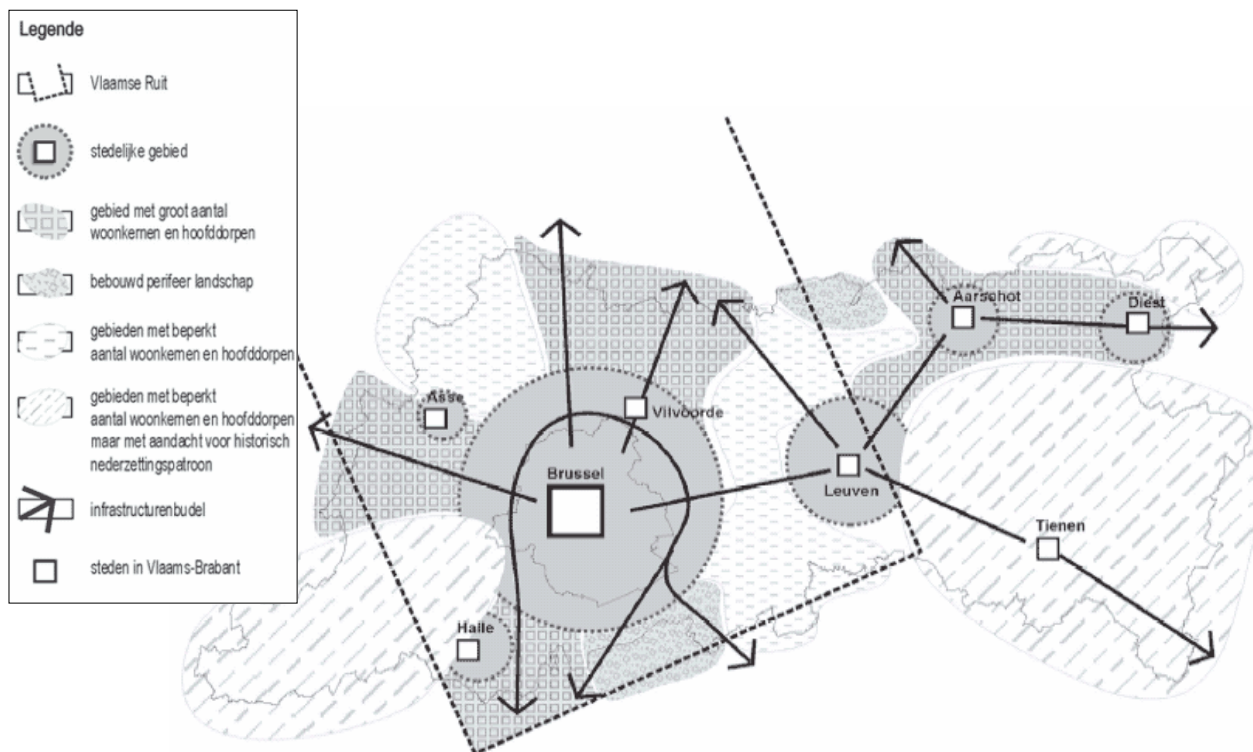 Legende
Vlaamse Ruit
stedelijke gebied
gebied met groot aantal
woonkernen en hoofddorpen
bebouwd perifeer landschap
gebieden met beperkt
aantal woonkernen en hoofddorpen
gebieden met beperkt
aantal woonkernen en hoofddorpen
maar met aandacht voor historisch
nederzettingspatroon
infrastructurenbudel
steden in Vlaams-Brabant
Aarschot
Diest
Asse
Vilvoorde
Brussel
Leuven
Tienen
Halle